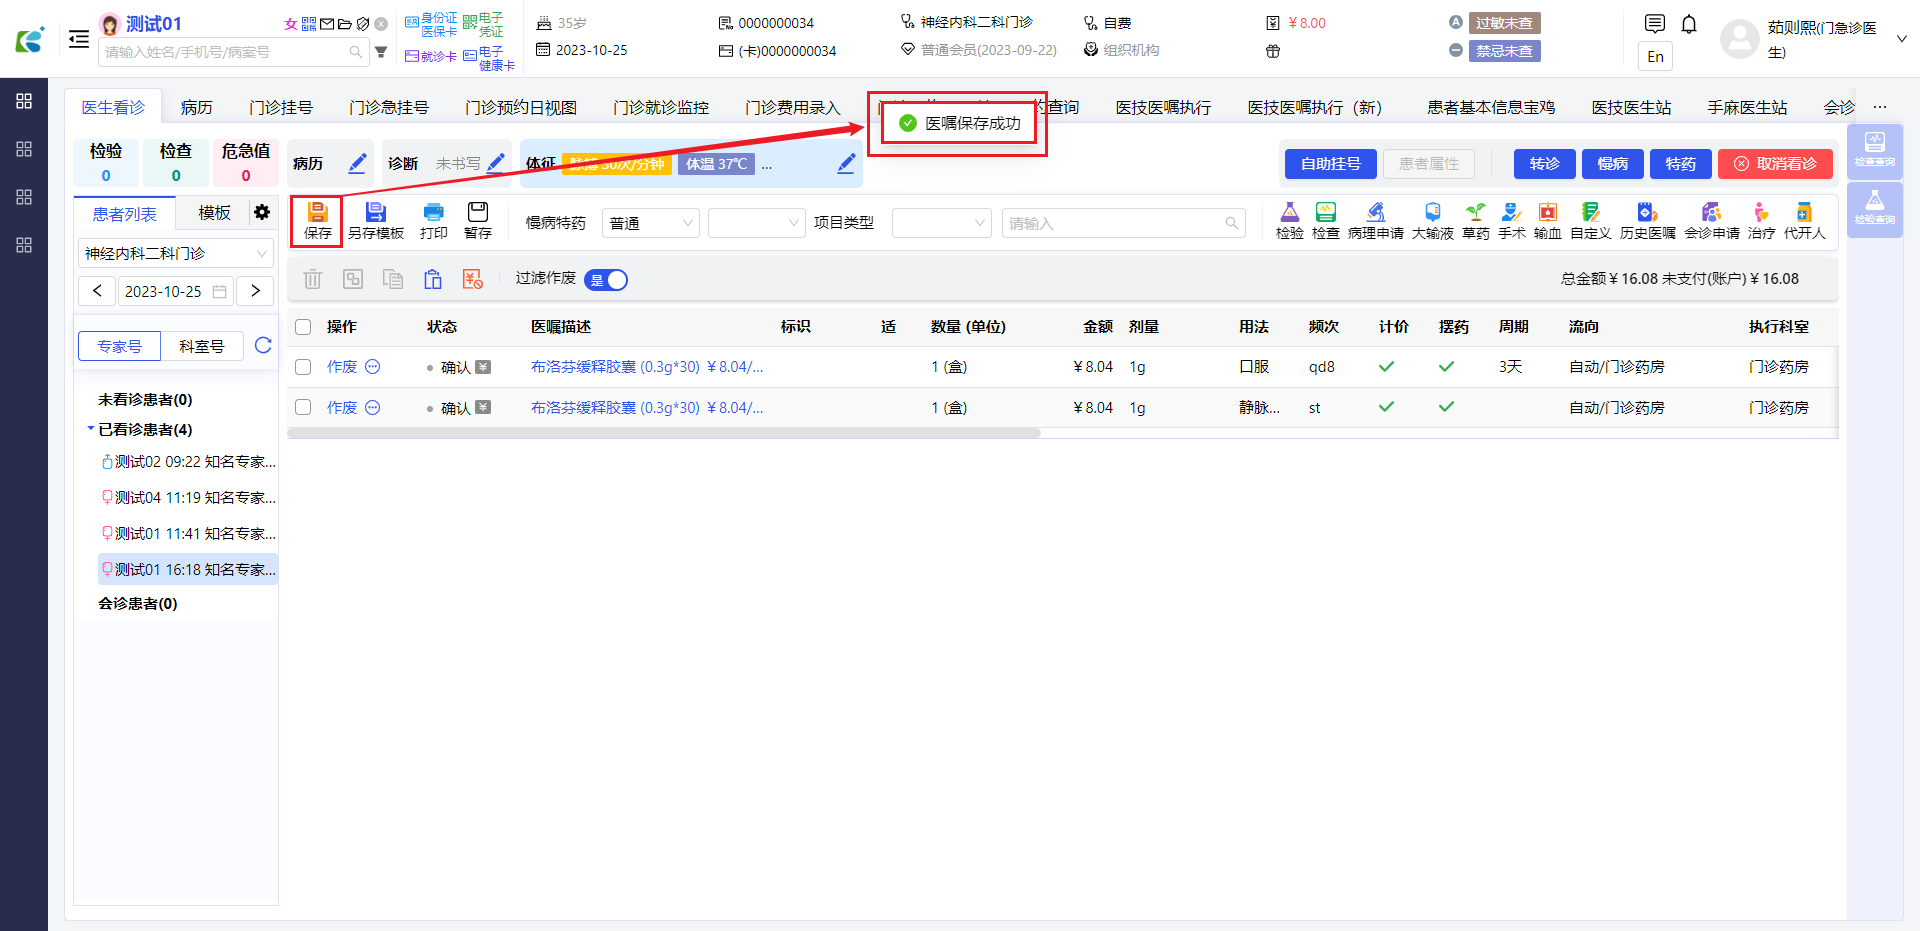 测试01
女
请输入姓名/手机号/病案号
身份证
医保卡
电子
凭证
就诊卡
电子
健康卡
35岁
2023-10-25
0000000034
(卡)0000000034
神经内科二科门诊
普通会员(2023-09-22)
自费
组织机构
￥8.00
A 过敏未查
禁忌未查
En
茹则熙(门急诊医
生)
医生看诊
病历
门诊挂号
门诊急挂号
门诊预约日视图
门诊就诊监控
门诊费用录入
约查询
医技医嘱执行
医技医嘱执行（新）
患者基本信息宝鸡
医技医生站
手麻医生站
会诊
...
医嘱保存成功
检验
0
检查
0
危急值
0
病历
诊断
未书写
体征
脉搏 50次/分钟
体温 37℃
...
自助挂号
患者属性
转诊
慢病
特药
取消看诊
检查查询
检验查询
患者列表
模板
保存
另存模板
打印
暂存
慢病特药
普通
项目类型
请输入
检验
检查
病理申请
大输液
草药
手术
输血
自定义
历史医嘱
会诊申请
治疗
代开人
神经内科二科门诊
2023-10-25
过滤作废
是
总金额￥16.08 未支付(账户)￥16.08
专家号
科室号
操作
状态
医嘱描述
标识
适
数量 (单位)
金额
剂量
用法
频次
计价
摆药
周期
流向
执行科室
作废
确认
¥
布洛芬缓释胶囊 (0.3g*30) ￥8.04/...
1 (盒)
￥8.04
1g
口服
qd8
3天
自动/门诊药房
门诊药房
作废
确认
¥
布洛芬缓释胶囊 (0.3g*30) ￥8.04/...
1 (盒)
￥8.04
1g
静脉...
st
自动/门诊药房
门诊药房
未看诊患者(0)
已看诊患者(4)
测试02 09:22 知名专家...
测试04 11:19 知名专家...
测试01 11:41 知名专家...
测试01 16:18 知名专家...
会诊患者(0)